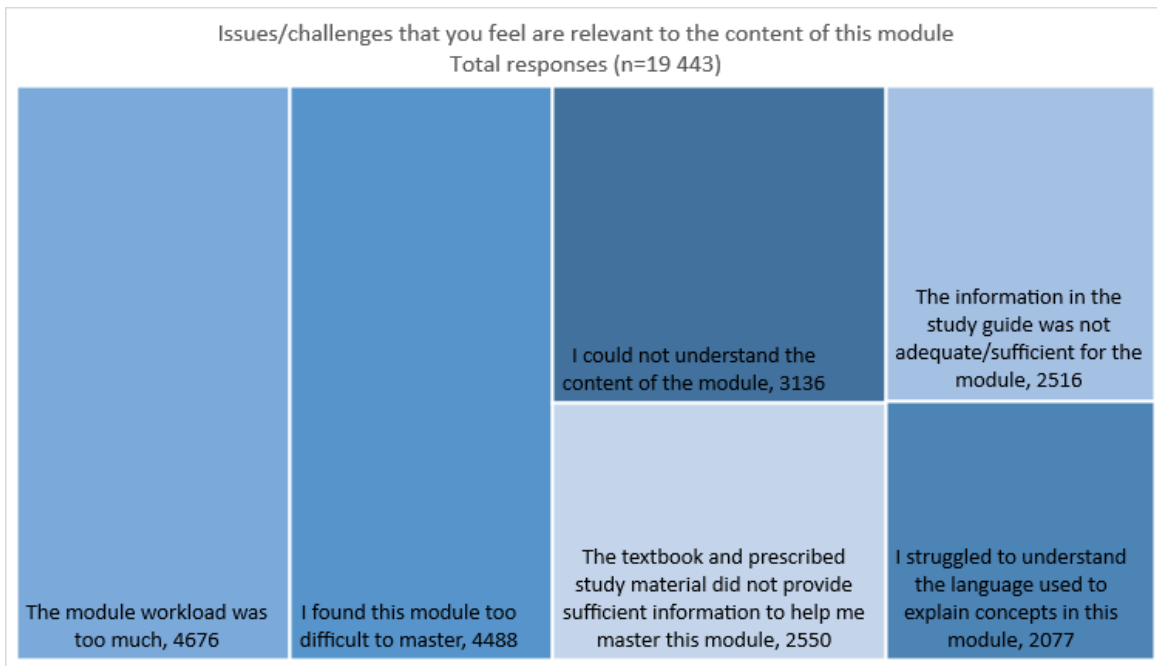 Issues/challenges that you feel are relevant to the content of this module
Total responses (n=19 443)
The module workload was
too much, 4676
I found this module too
difficult to master, 4488
I could not understand the
content of the module, 3136
The textbook and prescribed
study material did not provide
sufficient information to help me
master this module, 2550
The information in the
study guide was not
adequate/sufficient for the
module, 2516
I struggled to understand
the language used to
explain concepts in this
module, 2077